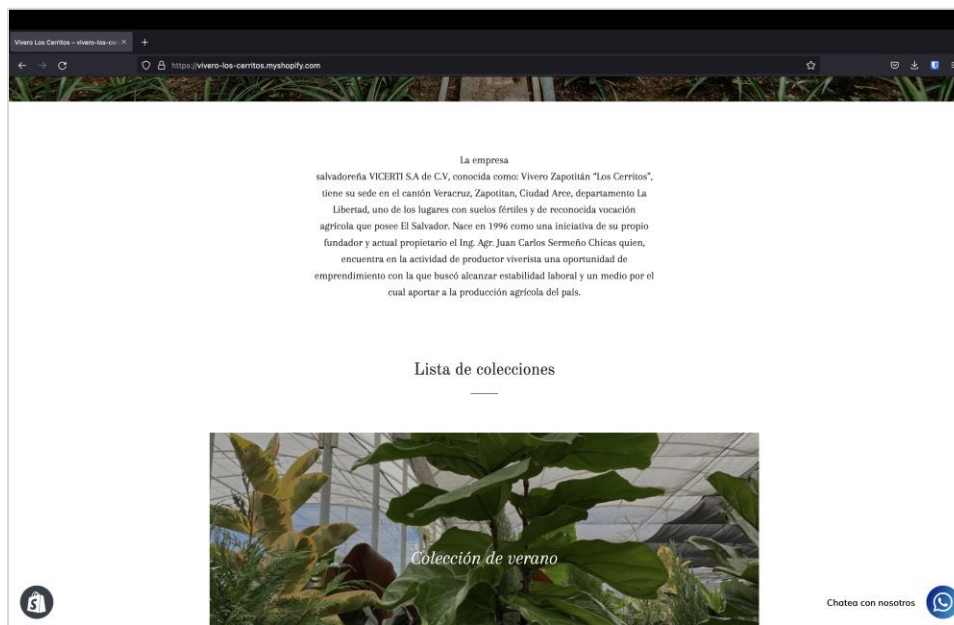 Vivero Los Cerritos – vivero-los-cer
https://vivero-los-cerritos.myshopify.com
La empresa
salvadoreña VICERTI S.A de C.V, conocida como: Vivero Zapotitán “Los Cerritos”,
tiene su sede en el cantón Veracruz, Zapotitan, Ciudad Arce, departamento La
Libertad, uno de los lugares con suelos fértiles y de reconocida vocación
agrícola que posee El Salvador. Nace en 1996 como una iniciativa de su propio
fundador y actual propietario el Ing. Agr. Juan Carlos Sermeño Chicas quien,
encuentra en la actividad de productor viverista una oportunidad de
emprendimiento con la que buscó alcanzar estabilidad laboral y un medio por el
cual aportar a la producción agrícola del país.
Lista de colecciones
Colección de verano
Chatea con nosotros